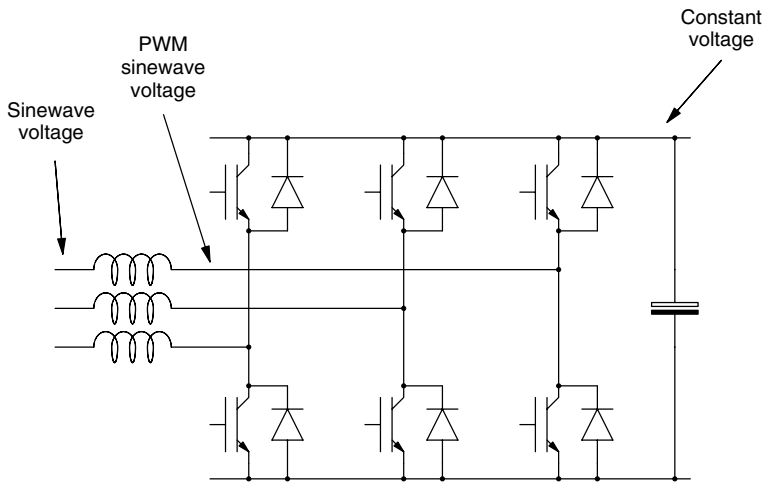 Constant
voltage
PWM
sinewave
voltage
Sinewave
voltage